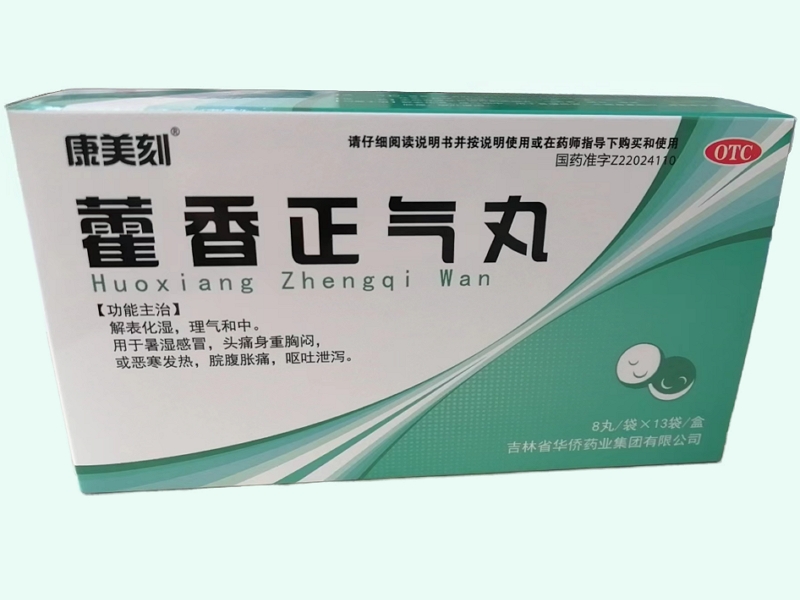 康美刻®
请仔细阅读说明书并按说明使用或在药师指导下购买和使用
国药准字Z22024110
OTC
藿香正气丸
Huoxiang Zhengqi Wan
【功能主治】
解表化湿，理气和中。
用于暑湿感冒，头痛身重胸闷，
或恶寒发热，脘腹胀痛，呕吐泄泻。
8丸/袋×13袋/盒
吉林省华侨药业集团有限公司